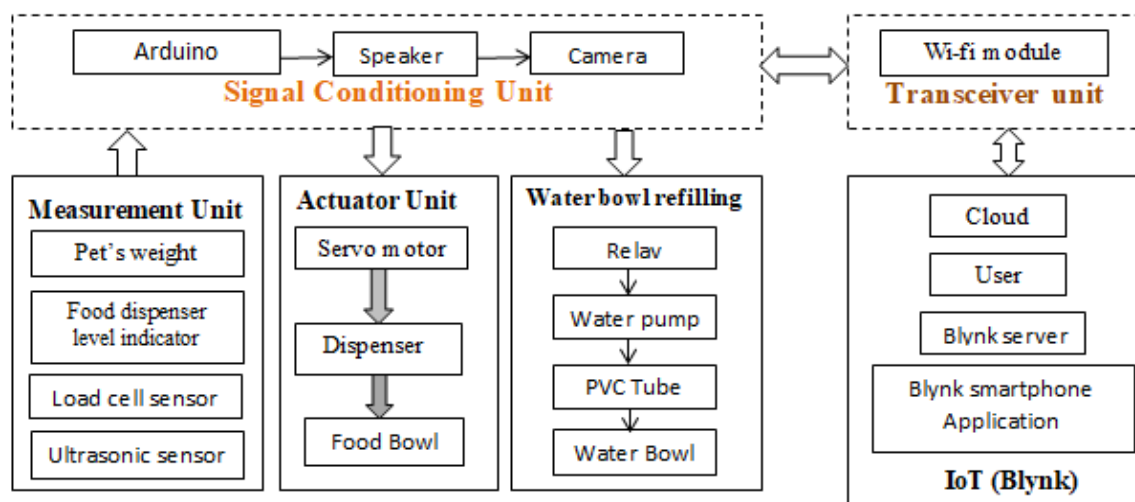 Arduino
Speaker
Camera
Signal Conditioning Unit
Wi-fi module
Transceiver unit
Measurement Unit
Pet's weight
Food dispenser
level indicator
Load cell sensor
Ultrasonic sensor
Actuator Unit
Servo motor
Dispenser
Food Bowl
Water bowl refilling
Relav
Water pump
PVC Tube
Water Bowl
Cloud
User
Blynk server
Blynk smartphone
Application
IoT (Blynk)